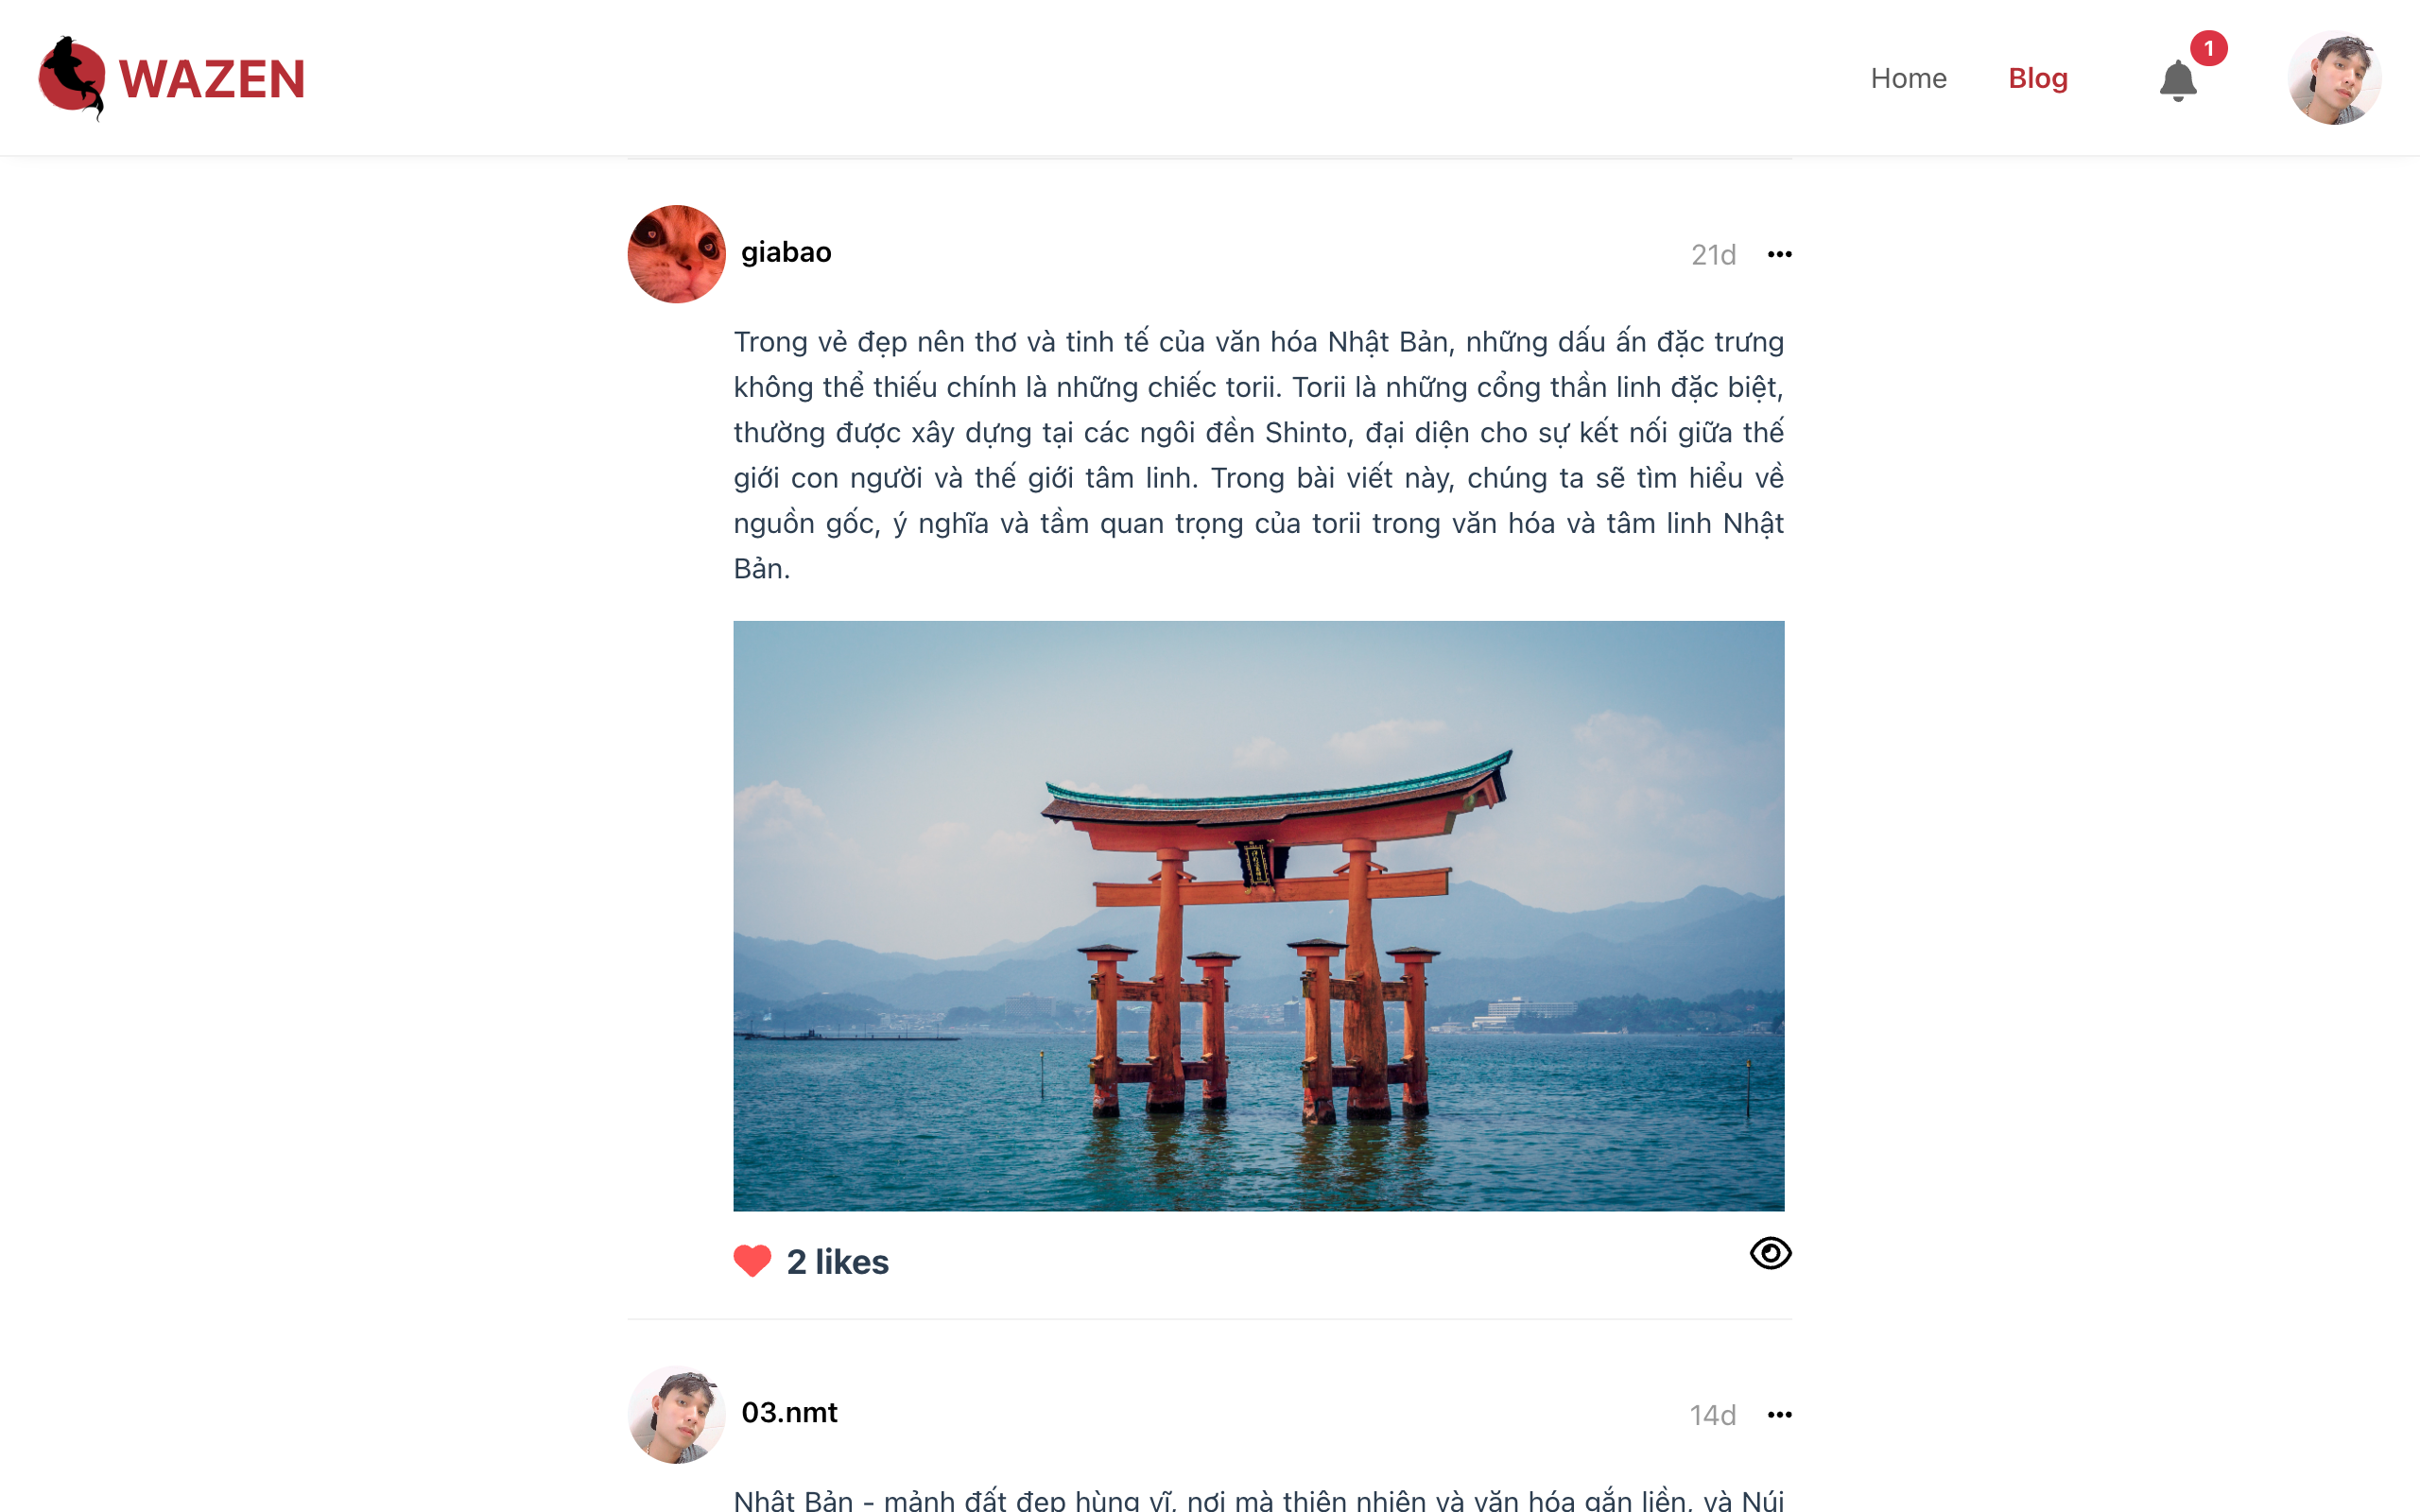 WAZEN
Home
Blog
1
giabao
21d
Trong vẻ đẹp nên thơ và tinh tế của văn hóa Nhật Bản, những dấu ấn đặc trưng
không thể thiếu chính là những chiếc torii. Torii là những cổng thần linh đặc biệt,
thường được xây dựng tại các ngôi đền Shinto, đại diện cho sự kết nối giữa thế
giới con người và thế giới tâm linh. Trong bài viết này, chúng ta sẽ tìm hiểu về
nguồn gốc, ý nghĩa và tầm quan trọng của torii trong văn hóa và tâm linh Nhật
Bản.
2 likes
03.nmt
14d
Nhật Bản - mảnh đất đẹp hùng vĩ, nơi mà thiên nhiên và văn hóa gắn liền, và Núi